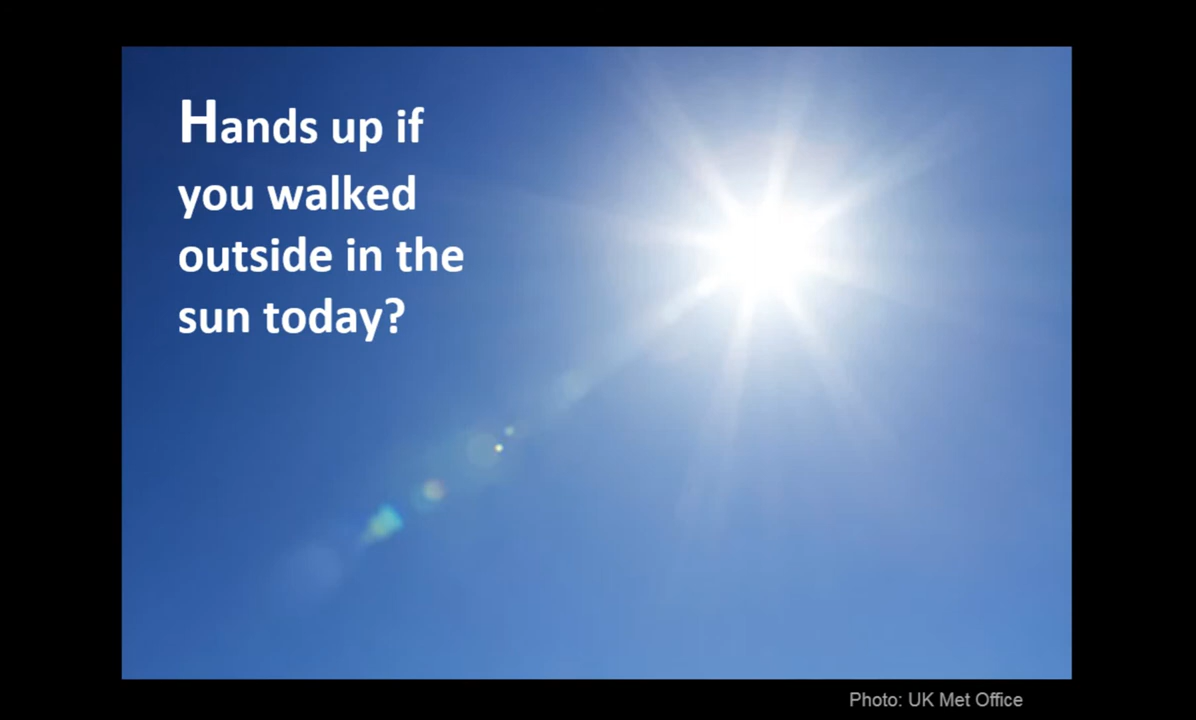 Hands up if
you walked
outside in the
sun today?
Photo: UK Met Office